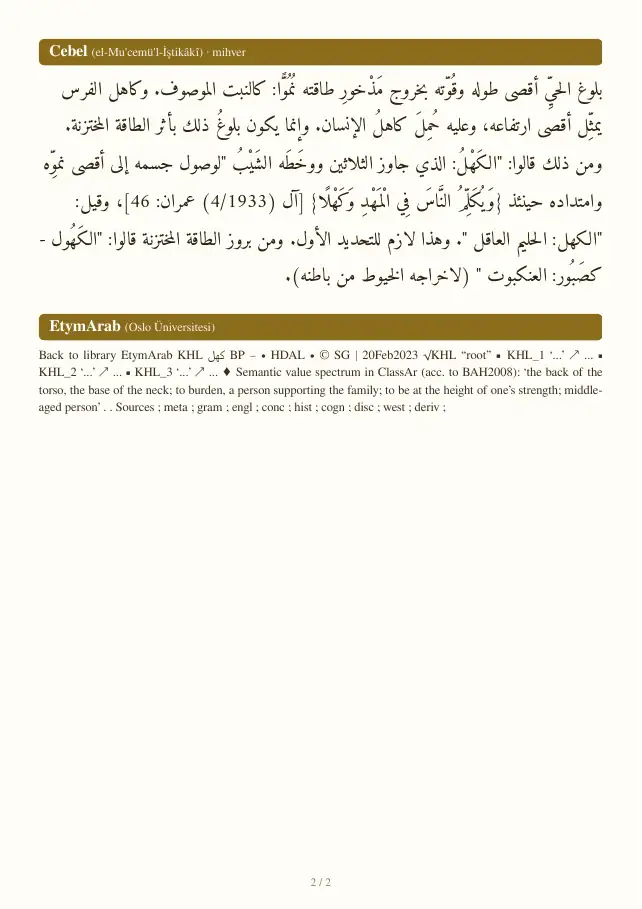 Cebel (el-Mu'cemü'l-İştikâkî) · mihver
بلوغ الحيِّ أقصى طوله وقُوّته بخروج مَذْخورِ طاقته نُمُوًّا: كالنبت الموصوف. وكاهل الفرس
يمثِّل أقصى ارتفاعه، وعليه حُمِلَ كاهلُ الإنسان. وإنما يكون بلوغُ ذلك بأثر الطاقة المختزنة.
ومن ذلك قالوا: "الكَهْلُ: الذي جاوز الثلاثين ووخَطَه الشَيْبُ "لوصول جسمه إلى أقصى نموِّه
وامتداده حينئذ {وَيُكَلِّمُ النَّاسَ فِي الْمَهْدِ وَكَهْلًا} [آل (4/1933) عمران: 46]، وقيل:
"الكهل: الحليم العاقل ". وهذا لازم للتحديد الأول. ومن بروز الطاقة المختزنة قالوا: "الكَهُول -
كصَبُور: العنكبوت " (لاخراجه الخيوط من باطنه).
EtymArab (Oslo Üniversitesi)
Back to library EtymArab KHL كهل BP – • HDAL • © SG | 20Feb2023 √KHL “root” ▪ KHL_1 ‘...’ ↗ ... ▪
KHL_2 ‘...’ ↗ ... ▪ KHL_3 ‘...’ ↗ ... ♦ Semantic value spectrum in ClassAr (acc. to BAH2008): ‘the back of the
torso, the base of the neck; to burden, a person supporting the family; to be at the height of one’s strength; middle-
aged person’ . . Sources ; meta ; gram ; engl ; conc ; hist ; cogn ; disc ; west ; deriv ;
2 / 2